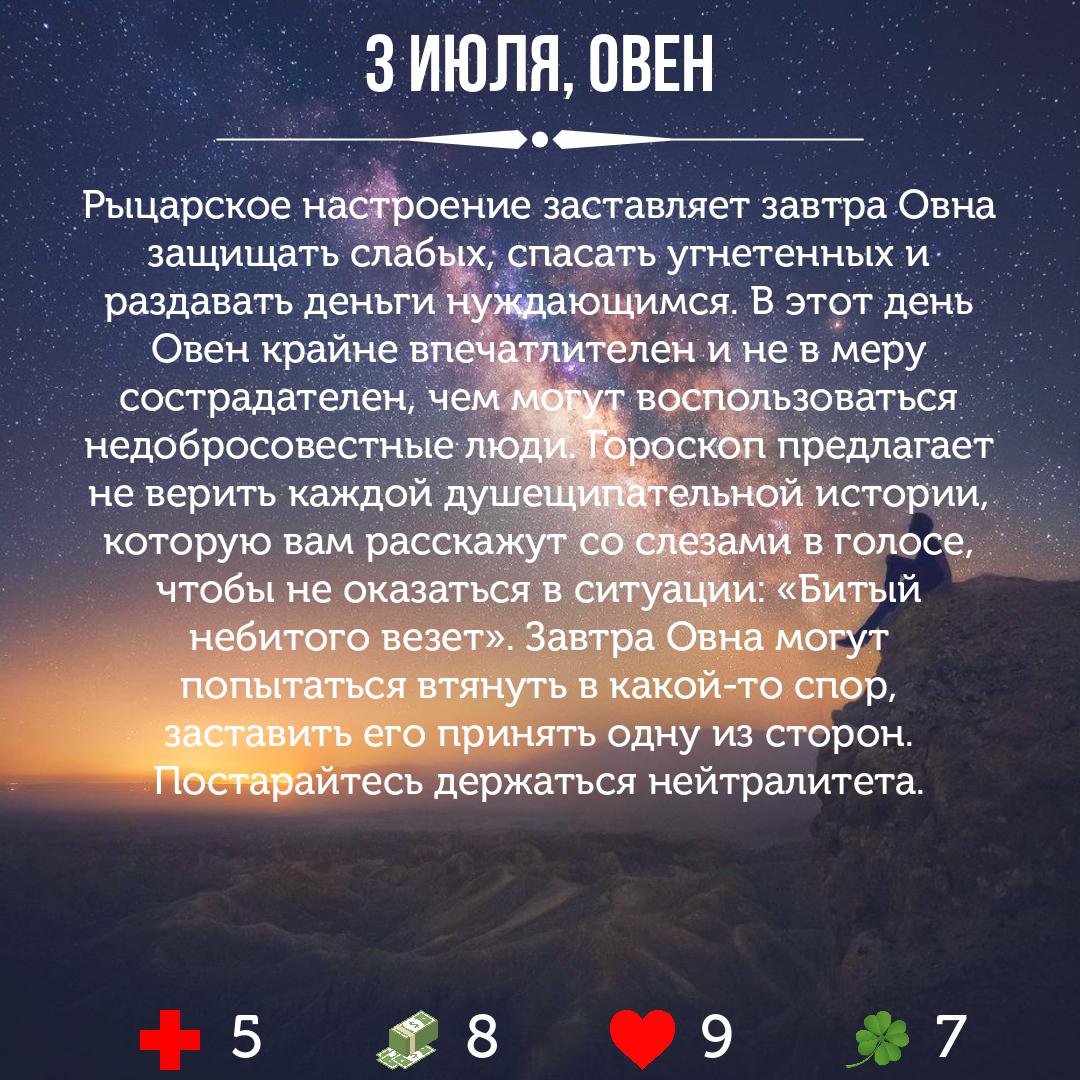 3 ИЮЛЯ, ОВЕН
Рыцарское настроение заставляет завтра Овна
защищать слабых, спасать угнетенных и
раздавать деньги нуждающимся. В этот день
Овен крайне впечатлителен и не в меру
сострадателен, чем могут воспользоваться
недобросовестные люди. Гороскоп предлагает
не верить каждой душещипательной истории,
которую вам расскажут со слезами в голосе,
чтобы не оказаться в ситуации: «Битый
небитого везет». Завтра Овна могут
попытаться втянуть в какой-то спор,
заставить его принять одну из сторон.
Постарайтесь держаться нейтралитета.
5 8 9 7